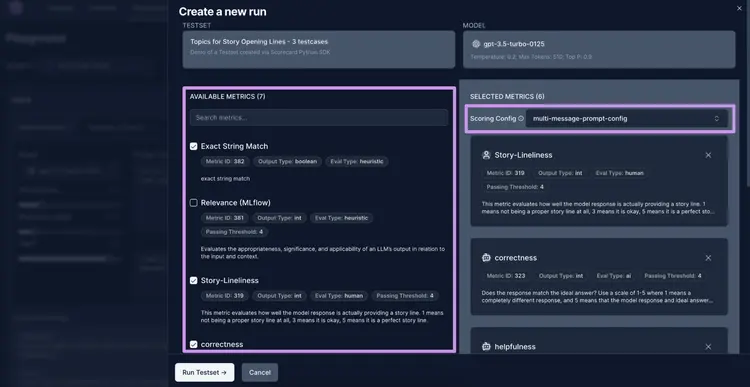 Create a new run
TESTSET
Topics for Story Opening Lines - 3 testcases
Demo of a Testset created via Scorecard Python SDK
MODEL
gpt-3.5-turbo-0125
Temperature: 0.2, Max Tokens: 512, Top P: 0.5
AVAILABLE METRICS (7)
Search metrics...
Exact String Match
Metric ID: 382 Output Type: boolean Eval Type: heuristic
exact string match
Relevance (MLflow)
Metric ID: 361 Output Type: int Eval Type: heuristic
Passing Threshold: 4
Evaluates the appropriateness, significance, and applicability of an LLM's output in relation to
the input and context.
Story-Lineliness
Metric ID: 319 Output Type: int Eval Type: human Passing Threshold: 4
This metric evaluates how well the model response is actually providing a story line. 1 means
not being a proper story line at all, 3 means it is okay, 5 means it is a perfect story line.
correctness
SELECTED METRICS (6)
Scoring Config multi-message-prompt-config
Story-Lineliness
Metric ID: 319 Output Type: int Eval Type: human
Passing Threshold: 4
This metric evaluates how well the model response is actually providing a story line. 1
means not being a proper story line at all, 3 means it is okay, 5 means it is a perfect sto...
correctness
Metric ID: 323 Output Type: int Eval Type: ai Passing Threshold: 4
Does the response match the ideal answer? Use a scale of 1-5 where 1 means a
completely different response, and 5 means that the model response and ideal answer...
helpfulness
Run Testset →
Cancel